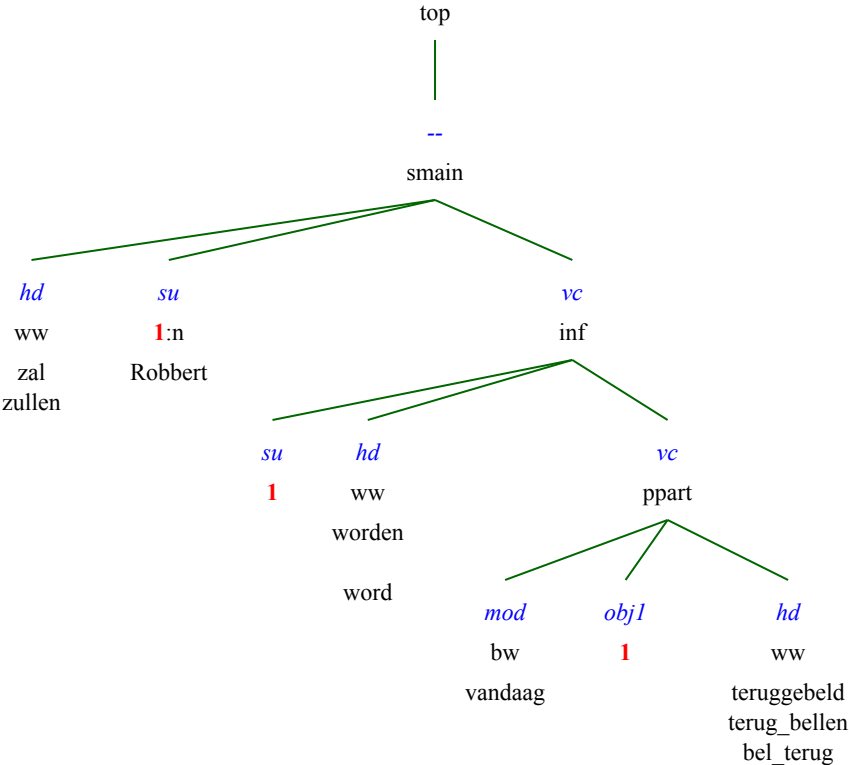 top
--
smain
hd su vc
ww 1:n inf
zal Robbert
zullen
su hd vc
1 ww ppart
worden
word
mod obj1 hd
bw 1 ww
vandaag teruggebeld
terug_bellen
bel_terug